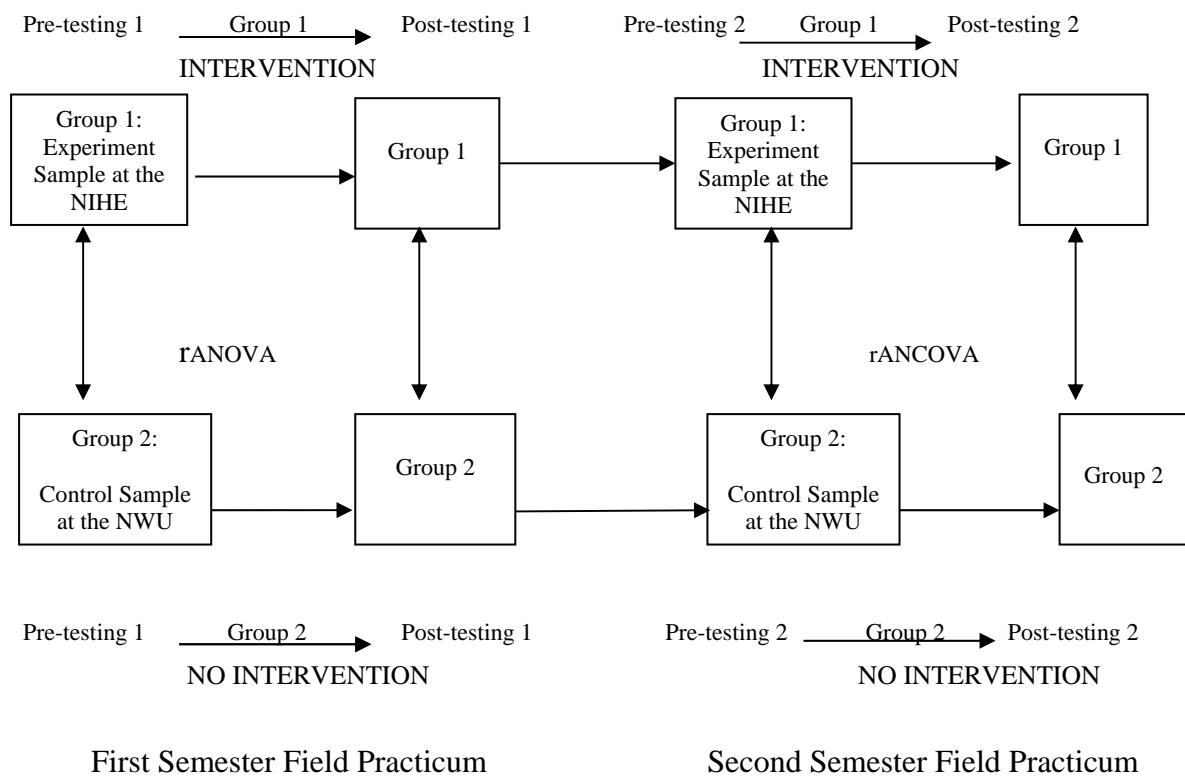 Pre-testing 1 Group 1 Post-testing 1 Pre-testing 2 Group 1 Post-testing 2
INTERVENTION INTERVENTION
Group 1:
Experiment
Sample at the
NIHE
Group 1
Group 1:
Experiment
Sample at the
NIHE
Group 1
rANOVA rANCOVA
Group 2:
Control Sample
at the NWU
Group 2
Group 2:
Control Sample
at the NWU
Group 2
Pre-testing 1 Group 2 Post-testing 1 Pre-testing 2 Group 2 Post-testing 2
NO INTERVENTION NO INTERVENTION
First Semester Field Practicum Second Semester Field Practicum